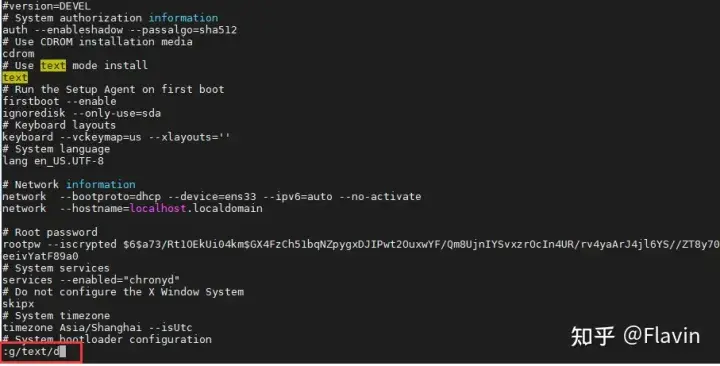 #version=DEVEL
# System authorization information
auth --enableshadow --passalgo=sha512
# Use CDROM installation media
cdrom
# Use text mode install
text
# Run the Setup Agent on first boot
firstboot --enable
ignoredisk --only-use=sda
# Keyboard layouts
keyboard --vckeymap=us --xlayouts=''
# System language
lang en_US.UTF-8
# Network information
network  --bootproto=dhcp --device=ens33 --ipv6=auto --no-activate
network  --hostname=localhost.localdomain
# Root password
rootpw --iscrypted $6$a73/Rt1OEkUi04km$GX4FzCh51bqNZpygxDJIPwt2OuxwYF/Qm8UjnIYSvxzrOcIn4UR/rv4yaArJ4jl6YS//ZT8y70
eeivYatF89a0
# System services
services --enabled="chronyd"
# Do not configure the X Window System
skipx
# System timezone
timezone Asia/Shanghai --isUtc
# System bootloader configuration
:g/text/d
知乎 @Flavin